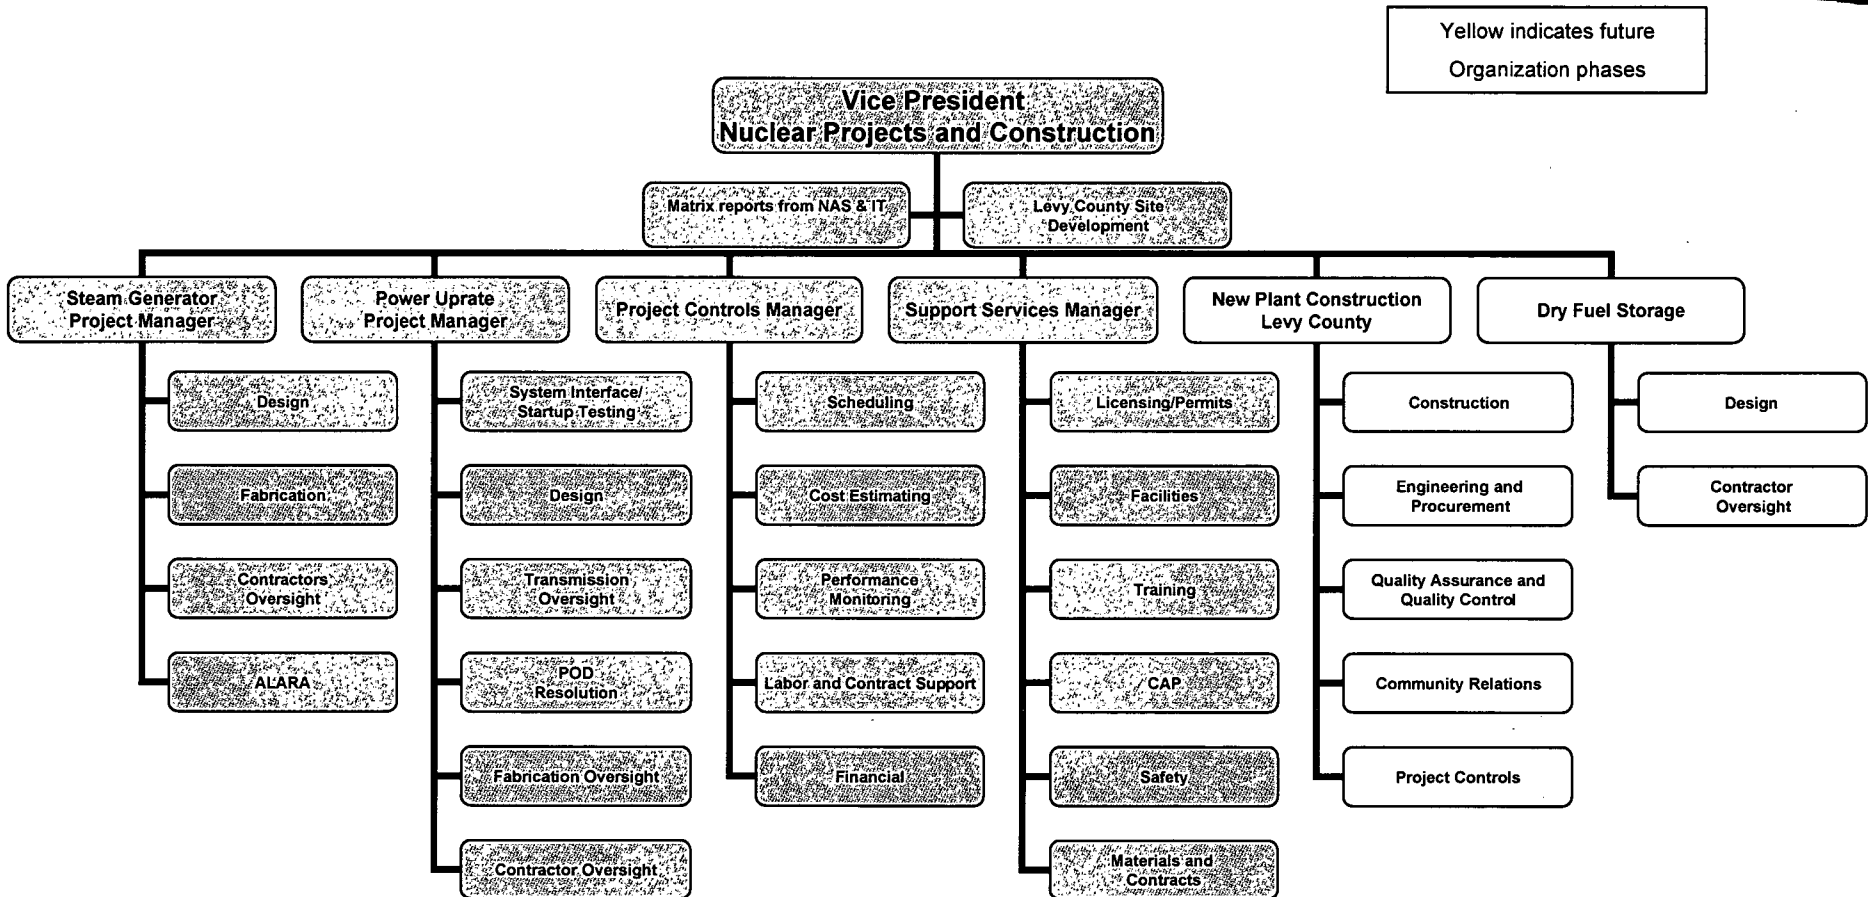 Yellow indicates future
Organization phases
Vice President
Nuclear Projects and Construction
Matrix reports from NAS & IT
Levy County Site
Development
Steam Generator
Project Manager
Power Uprate
Project Manager
Project Controls Manager
Support Services Manager
New Plant Construction
Levy County
Dry Fuel Storage
Design
Fabrication
Contractors
Oversight
ALARA
System Interface/
Startup Testing
Design
Transmission
Oversight
POD
Resolution
Fabrication Oversight
Contractor Oversight
Scheduling
Cost Estimating
Performance
Monitoring
Labor and Contract Support
Financial
Licensing/Permits
Facilities
Training
CAP
Safety
Materials and
Contracts
Construction
Engineering and
Procurement
Quality Assurance and
Quality Control
Community Relations
Project Controls
Design
Contractor
Oversight